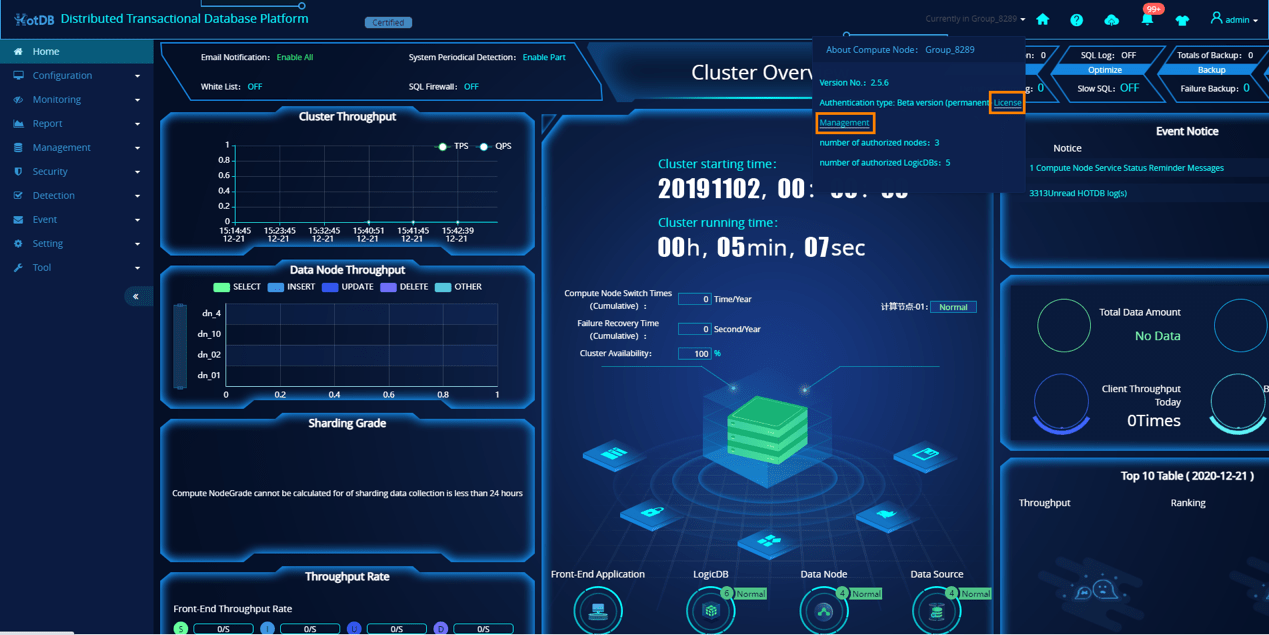 HotDB Distributed Transactional Database Platform
Certified
Currently in Group_8289
99+
admin
Home
Configuration
Monitoring
Report
Management
Security
Detection
Event
Setting
Tool
«
Email Notification: Enable All
System Periodical Detection: Enable Part
White List: OFF
SQL Firewall: OFF
Cluster Overv
About Compute Node: Group_8289
Version No.: 2.5.6
Authentication type: Beta version (permanent License
Management
number of authorized nodes: 3
number of authorized LogicDBs: 5
n: 0
g: 0
SQL Log: OFF
Optimize
Slow SQL: OFF
Totals of Backup: 0
Backup
Failure Backup: 0
Cluster Throughput
TPS
QPS
1
0.8
0.6
0.4
0.2
0
15:14:45 15:23:45 15:32:45 15:40:51 15:41:45 15:42:39
12-21 12-21 12-21 12-21 12-21 12-21
Data Node Throughput
SELECT INSERT UPDATE DELETE OTHER
dn_4
dn_10
dn_02
dn_01
0 0.2 0.4 0.6 0.8 1
Sharding Grade
Compute NodeGrade cannot be calculated for of sharding data collection is less than 24 hours
Throughput Rate
Front-End Throughput Rate
S 0/S I 0/S U 0/S D 0/S
Cluster starting time:
20191102, 00:
Cluster running time:
00h, 05min, 07sec
Compute Node Switch Times
(Cumulative) :
0 Time/Year
Failure Recovery Time
(Cumulative) :
0 Second/Year
Cluster Availability:
100 %
计算节点-01: Normal
Front-End Application
LogicDB
6 Normal
Data Node
4 Normal
Data Source
4 Normal
Event Notice
Notice
1 Compute Node Service Status Reminder Messages
3313Unread HOTDB log(s)
Total Data Amount
No Data
Client Throughput
Today
0Times
B
Top 10 Table ( 2020-12-21 )
Throughput
Ranking